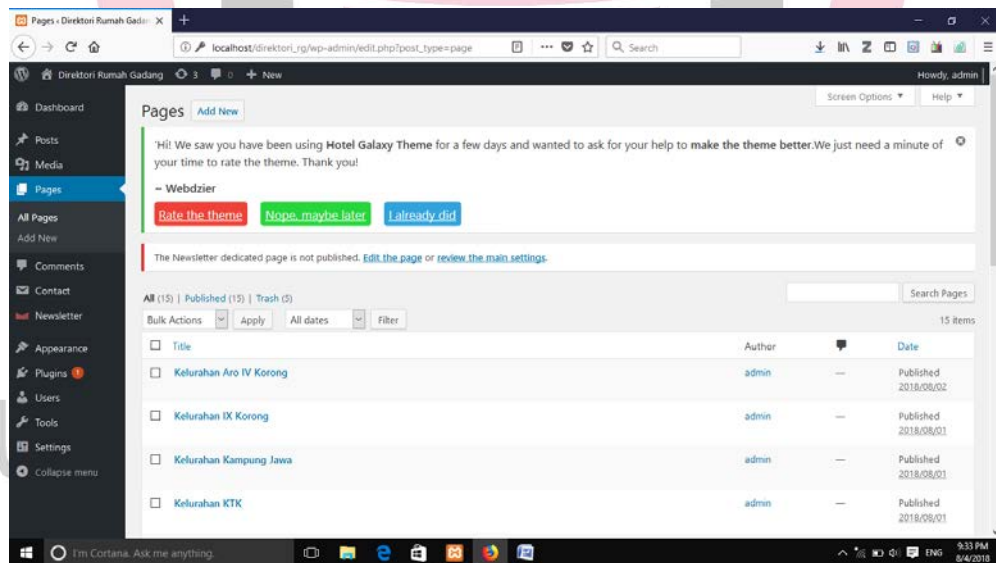 Pages ‹ Direktori Rumah Gadan
localhost/direktori_rg/wp-admin/edit.php?post_type=page
Search
Direktori Rumah Gadang 3 0 + New
Howdy, admin
Screen Options ▼ Help ▼
Dashboard
Posts
Media
Pages
All Pages
Add New
Comments
Contact
Newsletter
Appearance
Plugins 1
Users
Tools
Settings
Collapse menu
Pages Add New
'Hi! We saw you have been using Hotel Galaxy Theme for a few days and wanted to ask for your help to make the theme better.We just need a minute of
your time to rate the theme. Thank you!
~ Webdzier
Rate the theme Nope, maybe later I already did
The Newsletter dedicated page is not published. Edit the page or review the main settings.
All (15) | Published (15) | Trash (5)
Search Pages
Bulk Actions Apply All dates Filter
15 items
Title Author Date
Kelurahan Aro IV Korong admin — Published
2018/08/02
Kelurahan IX Korong admin — Published
2018/08/01
Kelurahan Kampung Jawa admin — Published
2018/08/01
Kelurahan KTK admin — Published
2018/08/01
I'm Cortana. Ask me anything.
ENG
9:33 PM
8/4/2018